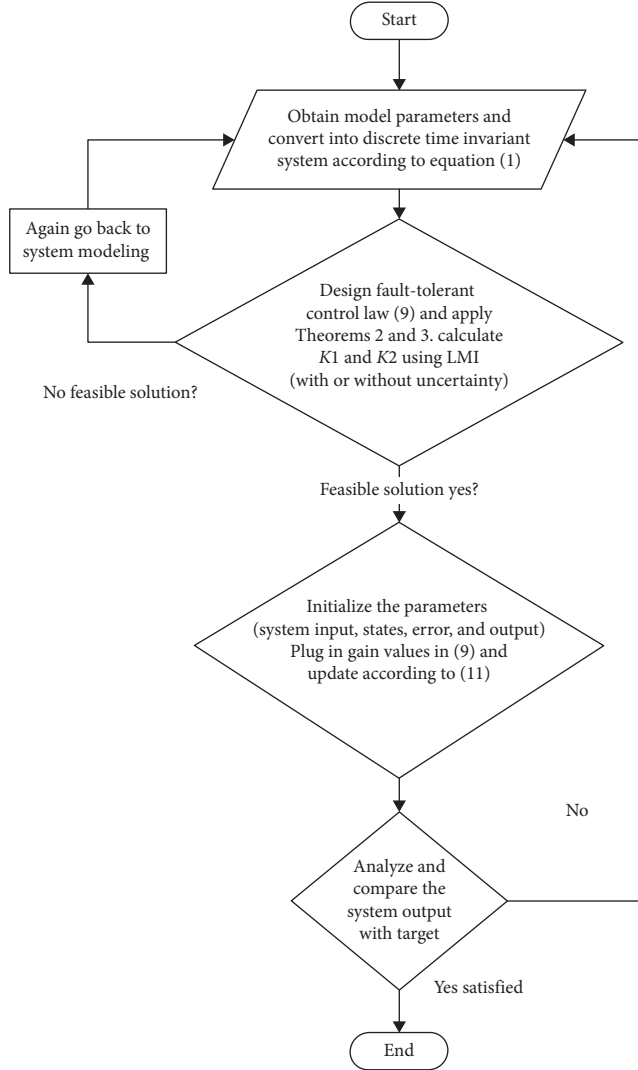 Start
Obtain model parameters and
convert into discrete time invariant
system according to equation (1)
Again go back to
system modeling
Design fault-tolerant
control law (9) and apply
Theorems 2 and 3. calculate
K1 and K2 using LMI
(with or without uncertainty)
No feasible solution?
Feasible solution yes?
Initialize the parameters
(system input, states, error, and output)
Plug in gain values in (9) and
update according to (11)
No
Analyze and
compare the
system output
with target
Yes satisfied
End